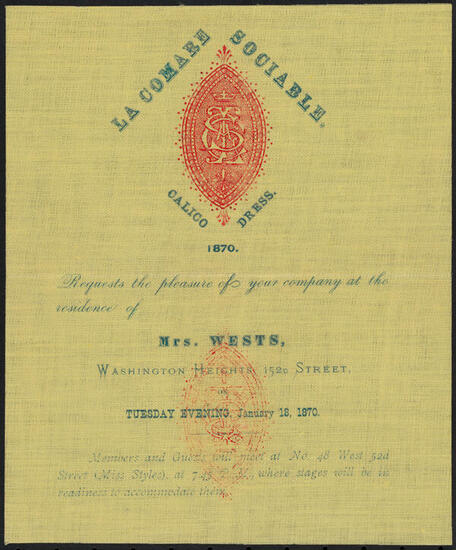 LA COMARE SOCIABLE.
CALICO DRESS.
1870.
Requests the pleasure of your company at the
residence of
Mrs. WESTS,
WASHINGTON HEIGHTS, 152D STREET,
ON
TUESDAY EVENING, January 18, 1870.
Members and Guests will meet at No. 48 West 52d
Street (Miss Styles), at 7.45 P. M., where stages will be in
readiness to accommodate them.